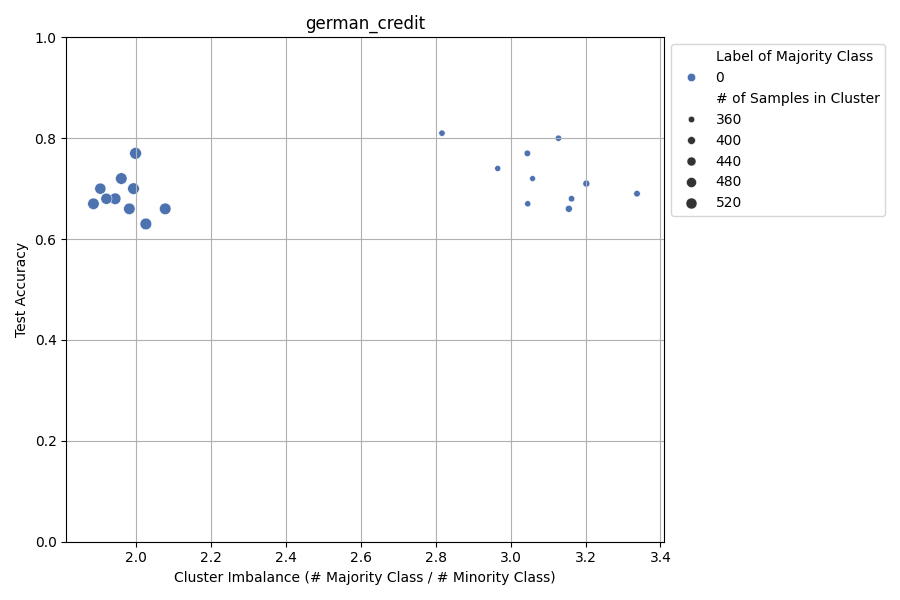 german_credit
1.0
0.8
0.6
0.4
0.2
0.0
Test Accuracy
2.0 2.2 2.4 2.6 2.8 3.0 3.2 3.4
Cluster Imbalance (# Majority Class / # Minority Class)
Label of Majority Class
0
# of Samples in Cluster
360
400
440
480
520